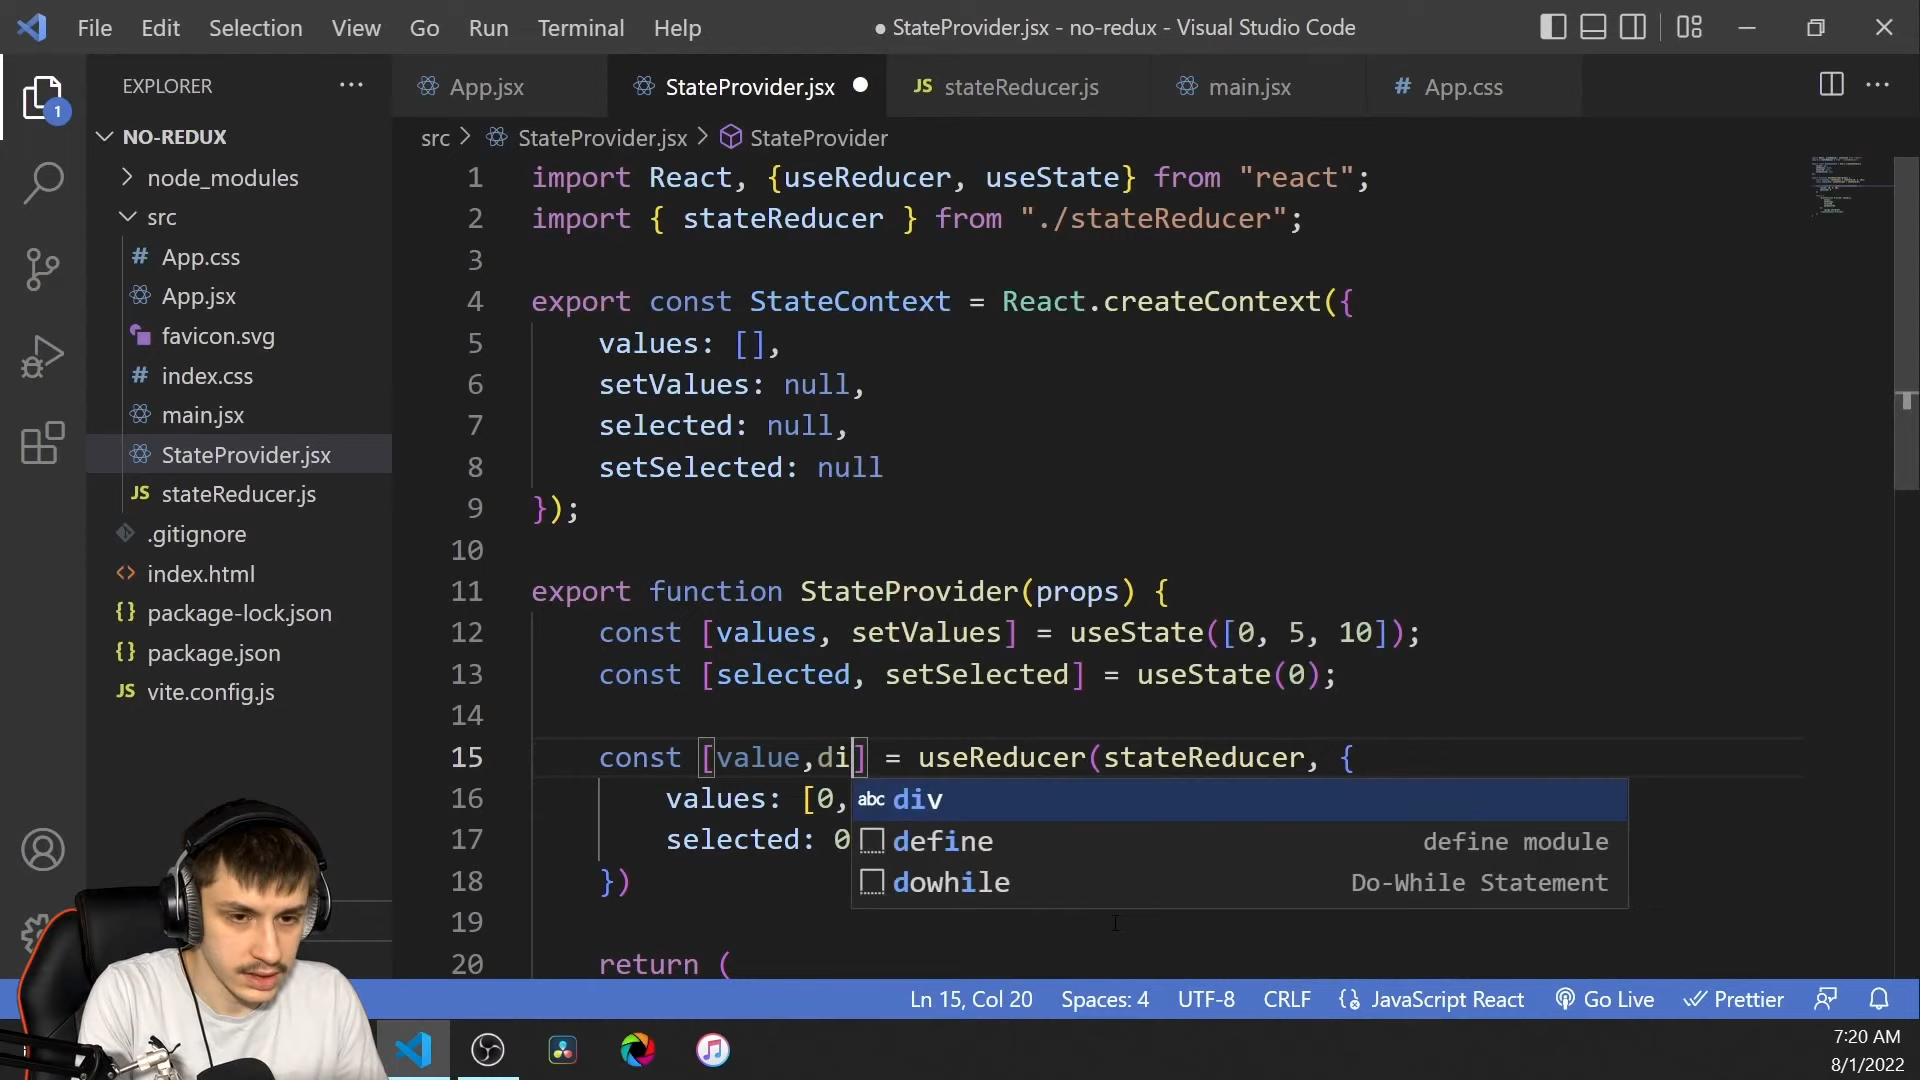 File Edit Selection View Go Run Terminal Help ● StateProvider.jsx - no-redux - Visual Studio Code
EXPLORER ···
App.jsx StateProvider.jsx JS stateReducer.js main.jsx # App.css ···
1
NO-REDUX
node_modules
src
# App.css
App.jsx
favicon.svg
# index.css
main.jsx
StateProvider.jsx
JS stateReducer.js
.gitignore
<> index.html
{} package-lock.json
{} package.json
JS vite.config.js
src > StateProvider.jsx > StateProvider
1 import React, {useReducer, useState} from "react";
2 import { stateReducer } from "./stateReducer";
3
4 export const StateContext = React.createContext({
5 values: [],
6 setValues: null,
7 selected: null,
8 setSelected: null
9 });
10
11 export function StateProvider(props) {
12 const [values, setValues] = useState([0, 5, 10]);
13 const [selected, setSelected] = useState(0);
14
15 const [value,di] = useReducer(stateReducer, {
16 values: [0,
17 selected: 0
18 })
19
20 return (
abc div
define define module
dowhile Do-While Statement
Ln 15, Col 20 Spaces: 4 UTF-8 CRLF JavaScript React Go Live Prettier
7:20 AM
8/1/2022